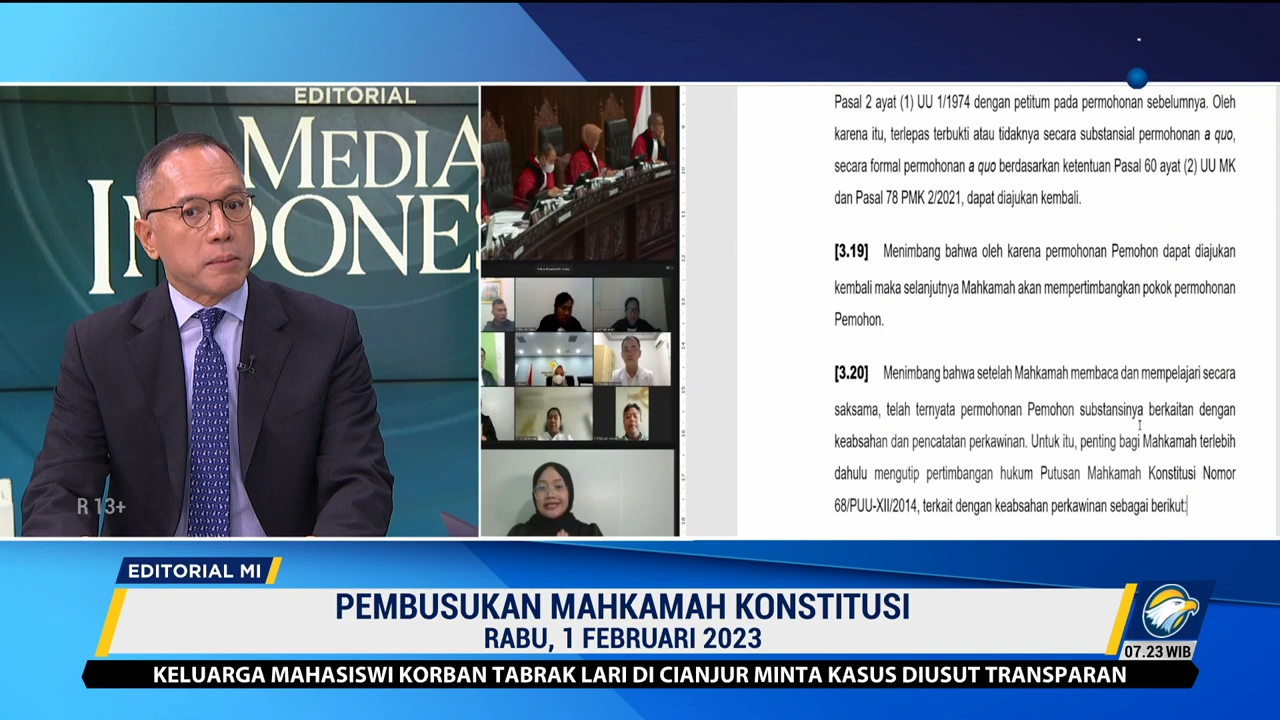 EDITORIAL
MEDIA
INDONE
R 13+
Pasal 2 ayat (1) UU 1/1974 dengan petitum pada permohonan sebelumnya. Oleh
karena itu, terlepas terbukti atau tidaknya secara substansial permohonan a quo,
secara formal permohonan a quo berdasarkan ketentuan Pasal 60 ayat (2) UU MK
dan Pasal 78 PMK 2/2021, dapat diajukan kembali.
[3.19] Menimbang bahwa oleh karena permohonan Pemohon dapat diajukan
kembali maka selanjutnya Mahkamah akan mempertimbangkan pokok permohonan
Pemohon.
[3.20] Menimbang bahwa setelah Mahkamah membaca dan mempelajari secara
saksama, telah ternyata permohonan Pemohon substansinya berkaitan dengan
keabsahan dan pencatatan perkawinan. Untuk itu, penting bagi Mahkamah terlebih
dahulu mengutip pertimbangan hukum Putusan Mahkamah Konstitusi Nomor
68/PUU-XII/2014, terkait dengan keabsahan perkawinan sebagai berikut:
EDITORIAL MI
PEMBUSUKAN MAHKAMAH KONSTITUSI
RABU, 1 FEBRUARI 2023
07.23 WIB
KELUARGA MAHASISWI KORBAN TABRAK LARI DI CIANJUR MINTA KASUS DIUSUT TRANSPARAN